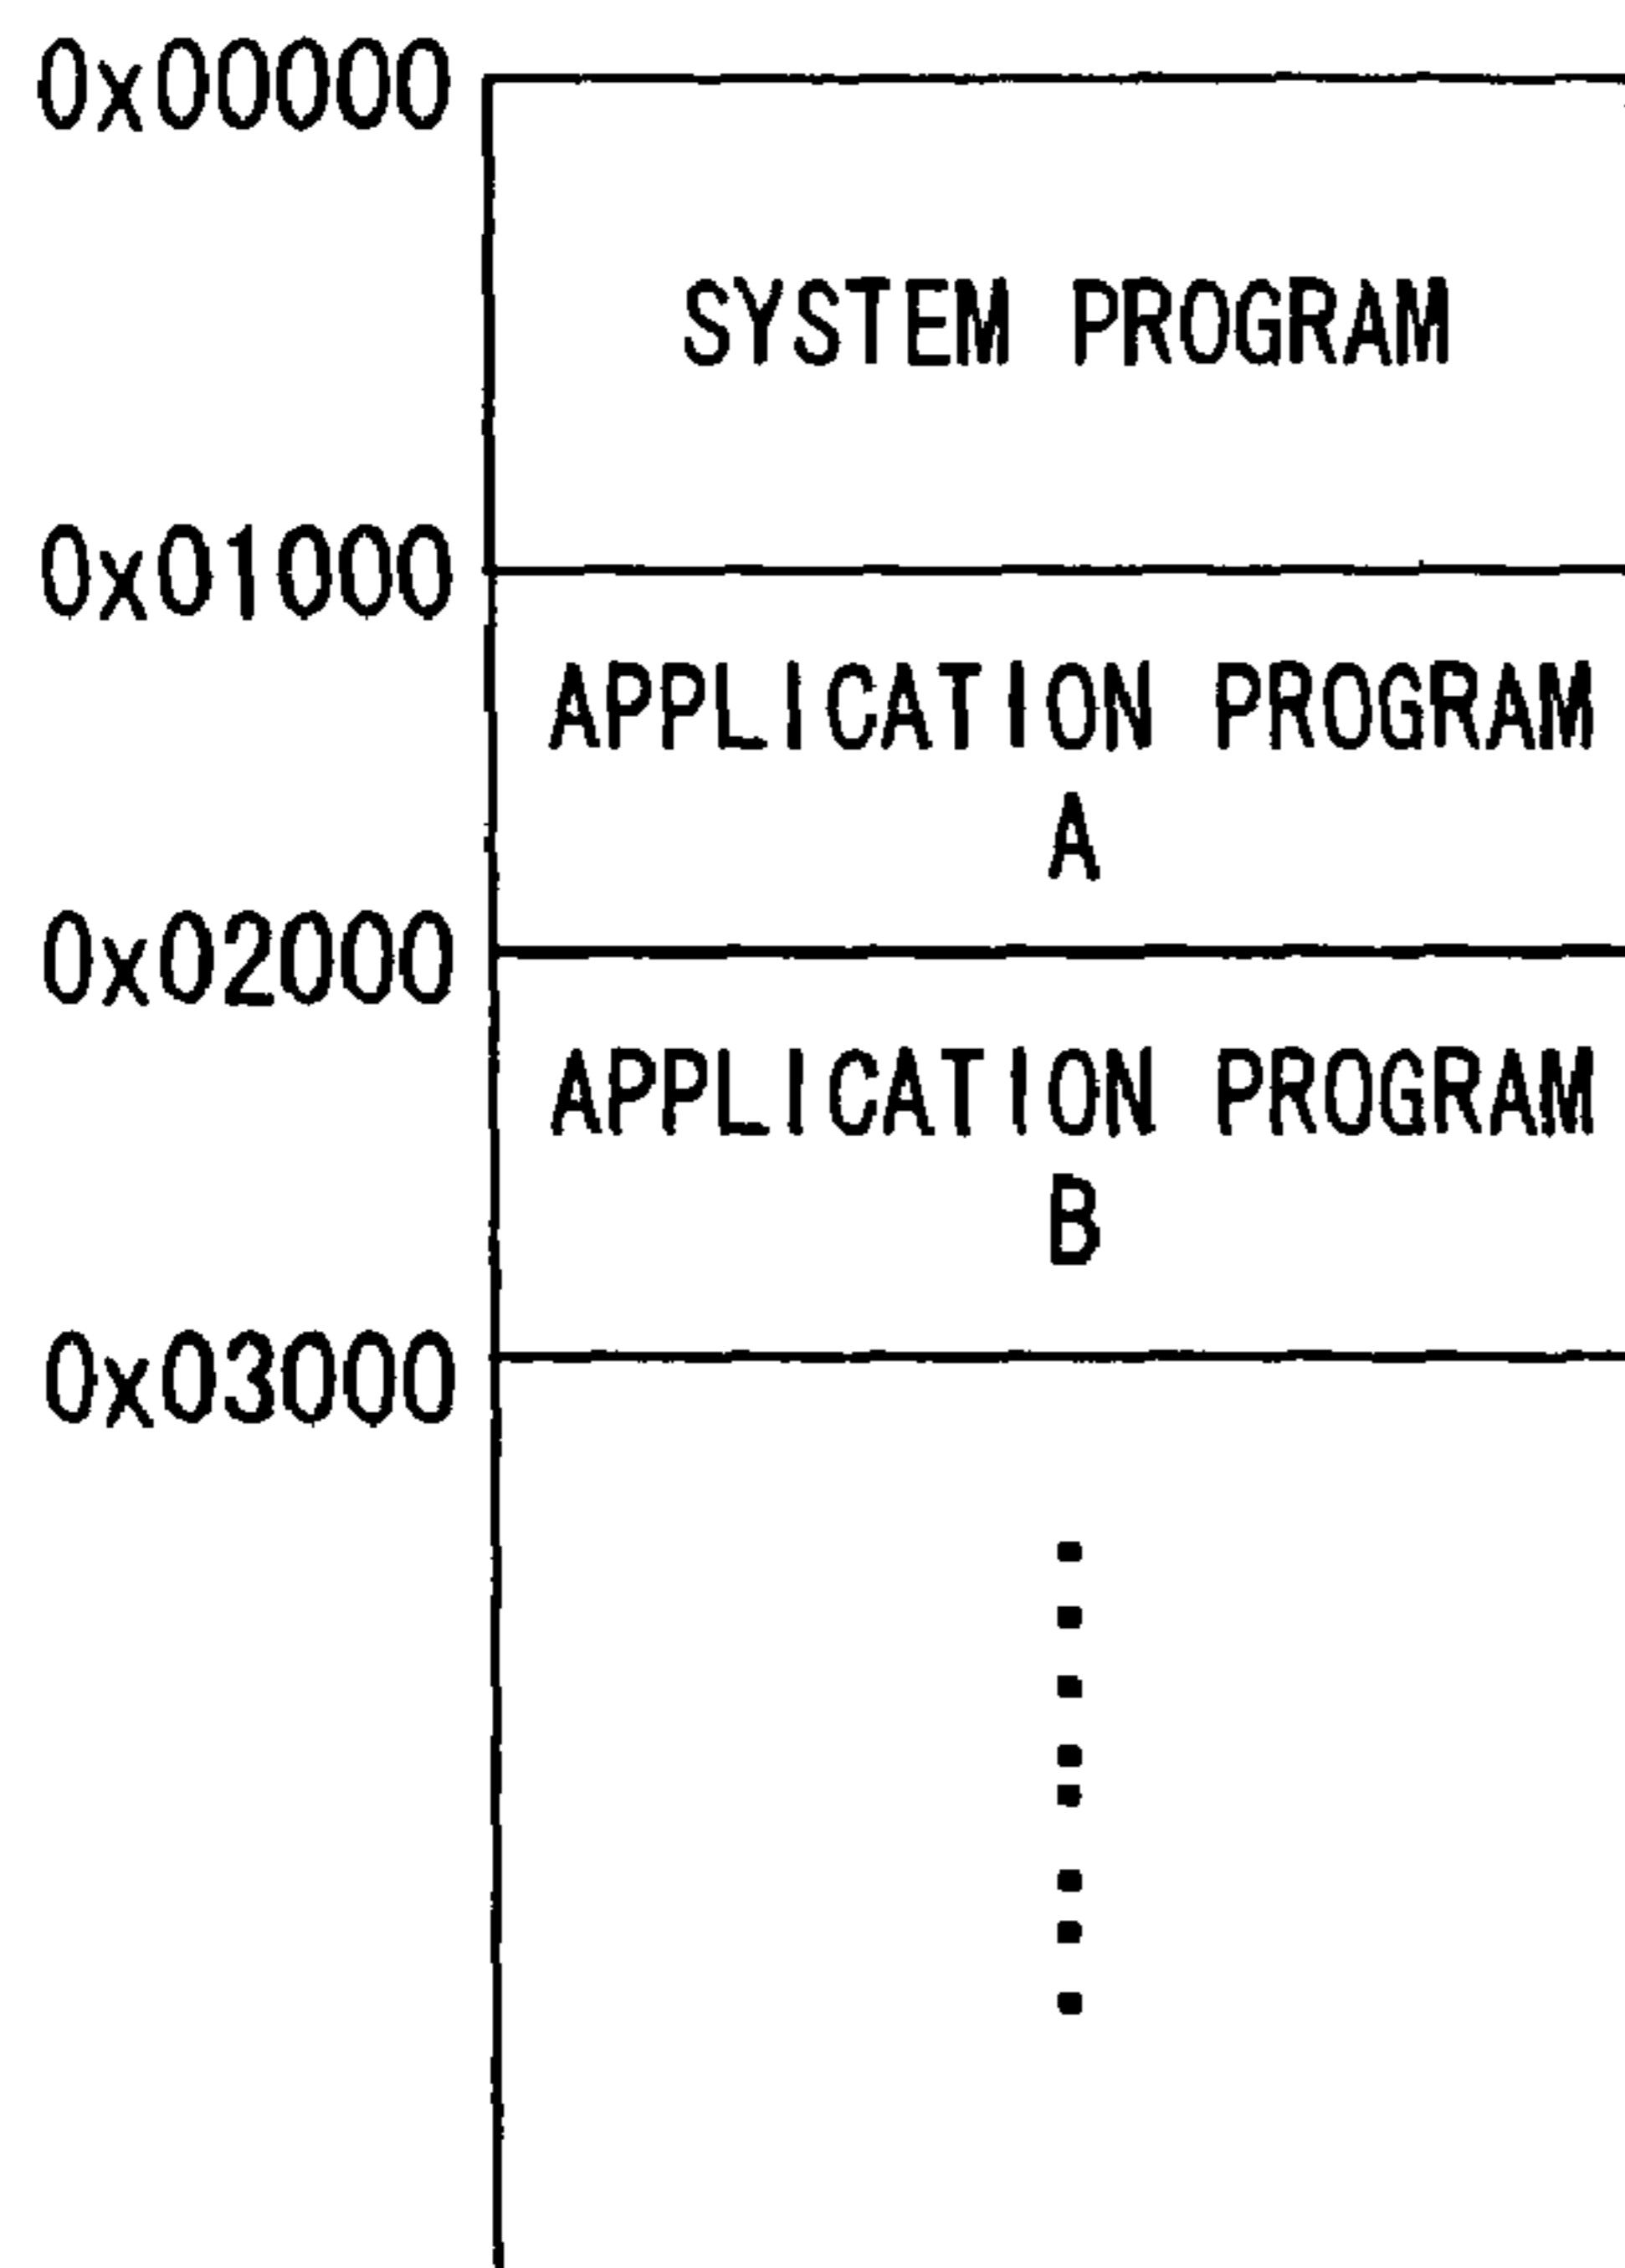 0x00000
SYSTEM PROGRAM
0x01000
APPLICATION PROGRAM
A
0x02000
APPLICATION PROGRAM
B
0x03000